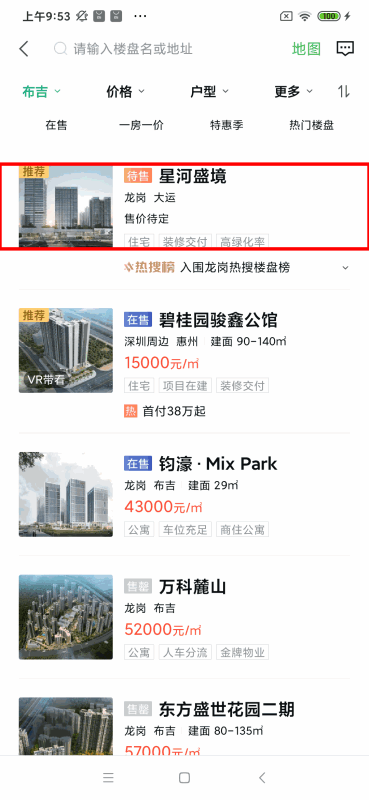 上午9:53 ···
100
请输入楼盘名或地址 地图
布吉 价格 户型 更多
在售 一房一价 特惠季 热门楼盘
推荐
待售 星河盛境
龙岗 大运
售价待定
住宅 装修交付 高绿化率
热搜榜 入围龙岗热搜楼盘榜
推荐
VR带看
在售 碧桂园骏鑫公馆
深圳周边 惠州 建面 90-140㎡
15000元/㎡
住宅 项目在建 装修交付
热 首付38万起
在售 钧濠 · Mix Park
龙岗 布吉 建面 29㎡
43000元/㎡
公寓 车位充足 商住公寓
售罄 万科麓山
龙岗 布吉
52000元/㎡
公寓 人车分流 金牌物业
售罄 东方盛世花园二期
龙岗 布吉 建面 80-135㎡
57000元/㎡